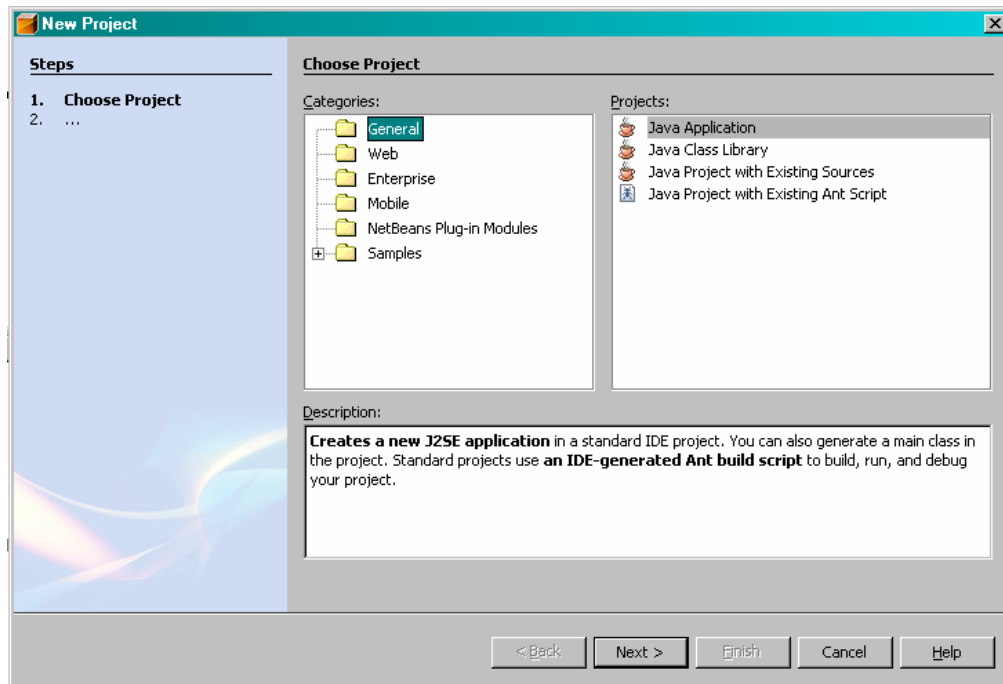 New Project
Steps
1. Choose Project
2. ...
Choose Project
Categories:
General
Web
Enterprise
Mobile
NetBeans Plug-in Modules
Samples
Projects:
Java Application
Java Class Library
Java Project with Existing Sources
Java Project with Existing Ant Script
Description:
Creates a new J2SE application in a standard IDE project. You can also generate a main class in
the project. Standard projects use an IDE-generated Ant build script to build, run, and debug
your project.
< Back
Next >
Finish
Cancel
Help